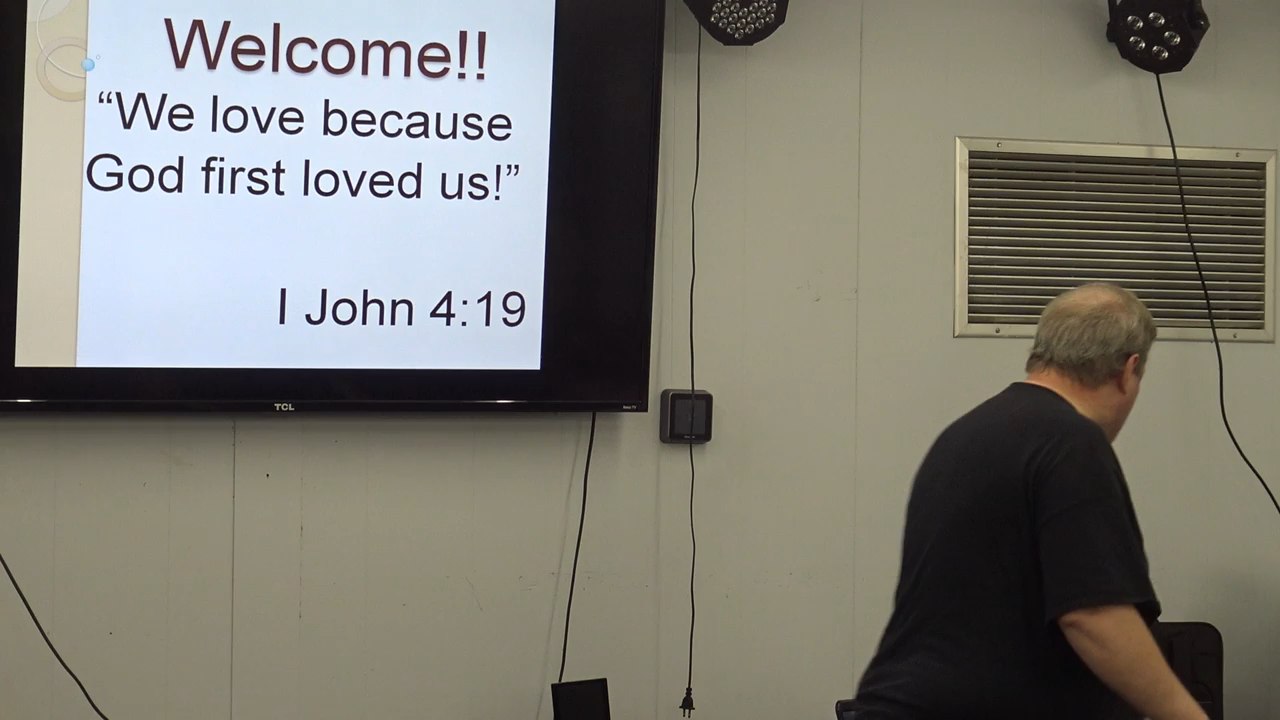 Welcome!!
“We love because
God first loved us!”
I John 4:19
TCL